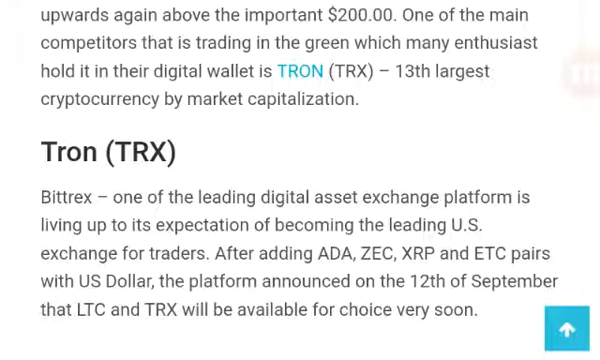 upwards again above the important $200.00. One of the main
competitors that is trading in the green which many enthusiast
hold it in their digital wallet is TRON (TRX) – 13th largest
cryptocurrency by market capitalization.
Tron (TRX)
Bittrex – one of the leading digital asset exchange platform is
living up to its expectation of becoming the leading U.S.
exchange for traders. After adding ADA, ZEC, XRP and ETC pairs
with US Dollar, the platform announced on the 12th of September
that LTC and TRX will be available for choice very soon.